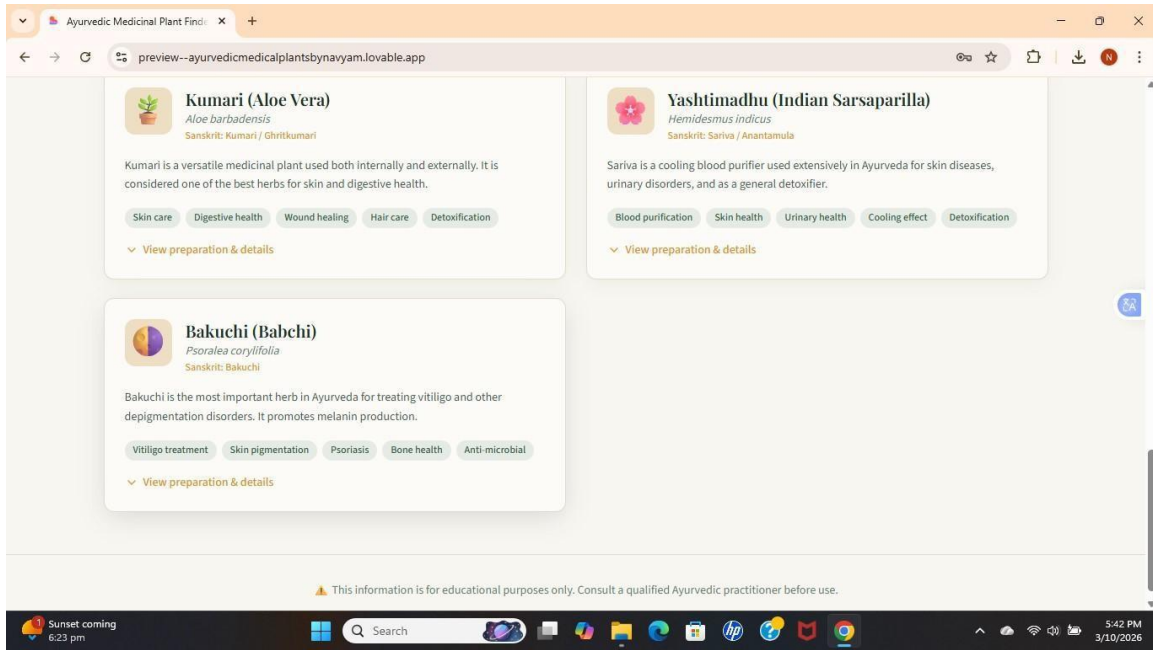 Ayurvedic Medicinal Plant Finde
preview--ayurvedicmedicalplantsbynavyam.lovable.app
N
Kumari (Aloe Vera)
Aloe barbadensis
Sanskrit: Kumari / Ghritkumari
Kumari is a versatile medicinal plant used both internally and externally. It is
considered one of the best herbs for skin and digestive health.
Skin care Digestive health Wound healing Hair care Detoxification
View preparation & details
Yashtimadhu (Indian Sarsaparilla)
Hemidesmus indicus
Sanskrit: Sariva / Anantamula
Sariva is a cooling blood purifier used extensively in Ayurveda for skin diseases,
urinary disorders, and as a general detoxifier.
Blood purification Skin health Urinary health Cooling effect Detoxification
View preparation & details
Bakuchi (Babchi)
Psoralea corylifolia
Sanskrit: Bakuchi
Bakuchi is the most important herb in Ayurveda for treating vitiligo and other
depigmentation disorders. It promotes melanin production.
Vitiligo treatment Skin pigmentation Psoriasis Bone health Anti-microbial
View preparation & details
This information is for educational purposes only. Consult a qualified Ayurvedic practitioner before use.
1
Sunset coming
6:23 pm
Search
hp
5:42 PM
3/10/2026